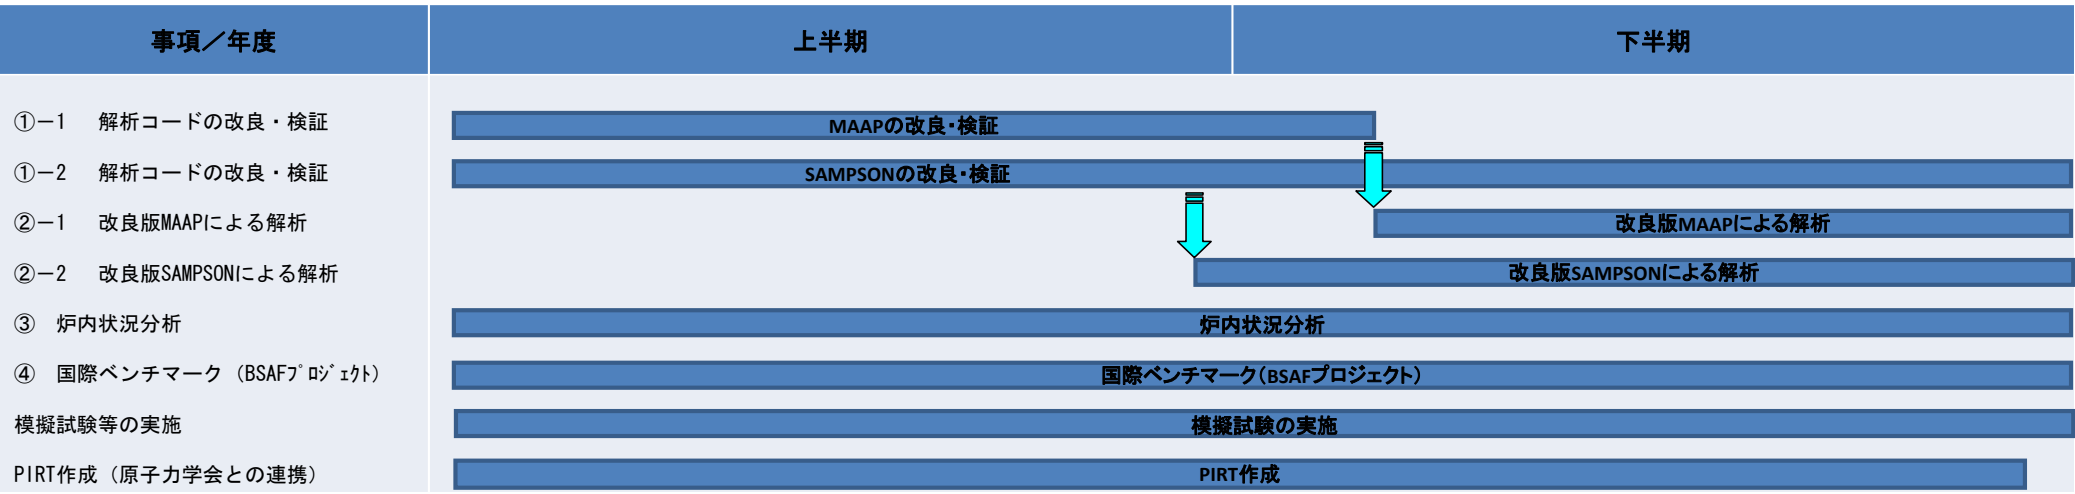 事項／年度
上半期
下半期
①－1 解析コードの改良・検証
MAAPの改良・検証
①－2 解析コードの改良・検証
SAMPSONの改良・検証
②－1 改良版MAAPによる解析
改良版MAAPによる解析
②－2 改良版SAMPSONによる解析
改良版SAMPSONによる解析
③ 炉内状況分析
炉内状況分析
④ 国際ベンチマーク（BSAFﾌﾟﾛｼﾞｪｸﾄ）
国際ベンチマーク（BSAFプロジェクト）
模擬試験等の実施
模擬試験の実施
PIRT作成（原子力学会との連携）
PIRT作成